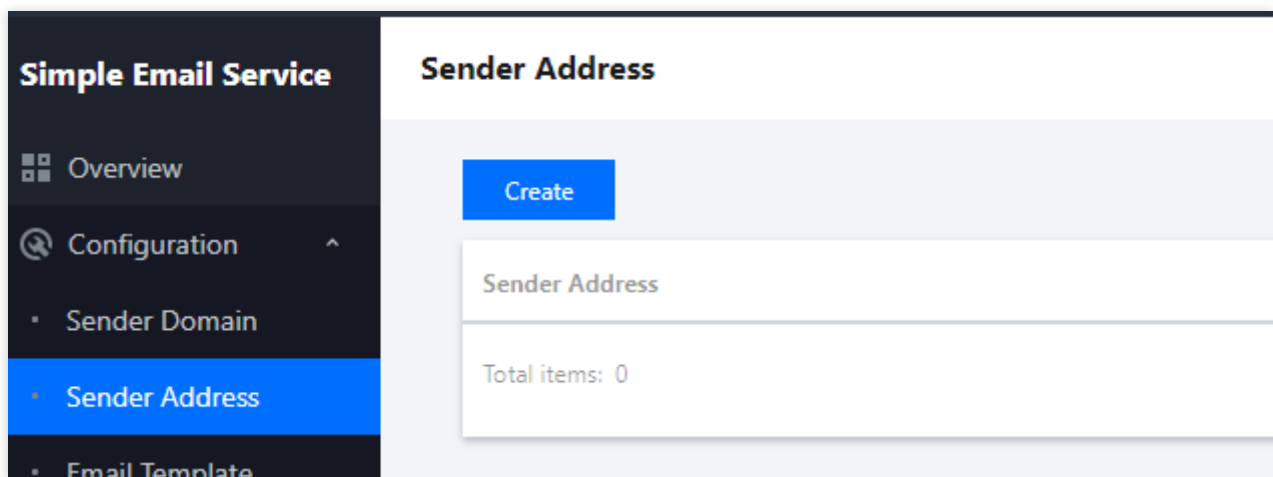 Simple Email Service
Overview
Configuration
Sender Domain
Sender Address
Email Template
Sender Address
Create
Sender Address
Total items: 0